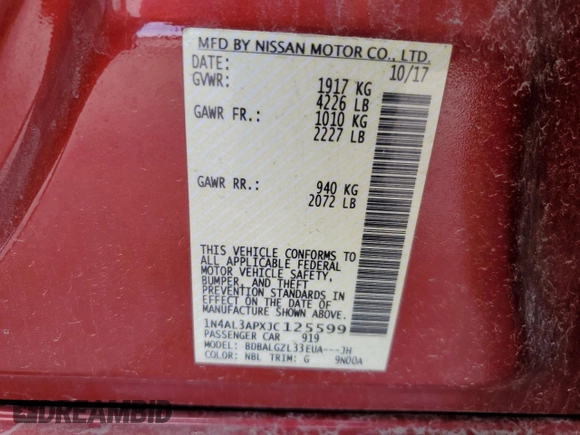 MFD BY NISSAN MOTOR CO., LTD.
DATE: 10/17
GVWR: 1917 KG
4226 LB
GAWR FR.: 1010 KG
2227 LB
GAWR RR.: 940 KG
2072 LB
THIS VEHICLE CONFORMS TO
ALL APPLICABLE FEDERAL
MOTOR VEHICLE SAFETY,
BUMPER, AND THEFT
PREVENTION STANDARDS IN
EFFECT ON THE DATE OF
MANUFACTURE SHOWN ABOVE.
1N4AL3APXJC125599
PASSENGER CAR 919
MODEL: BDBALGZL33EUA---JH
COLOR: NBL TRIM: G 9N00A
DREAMBID